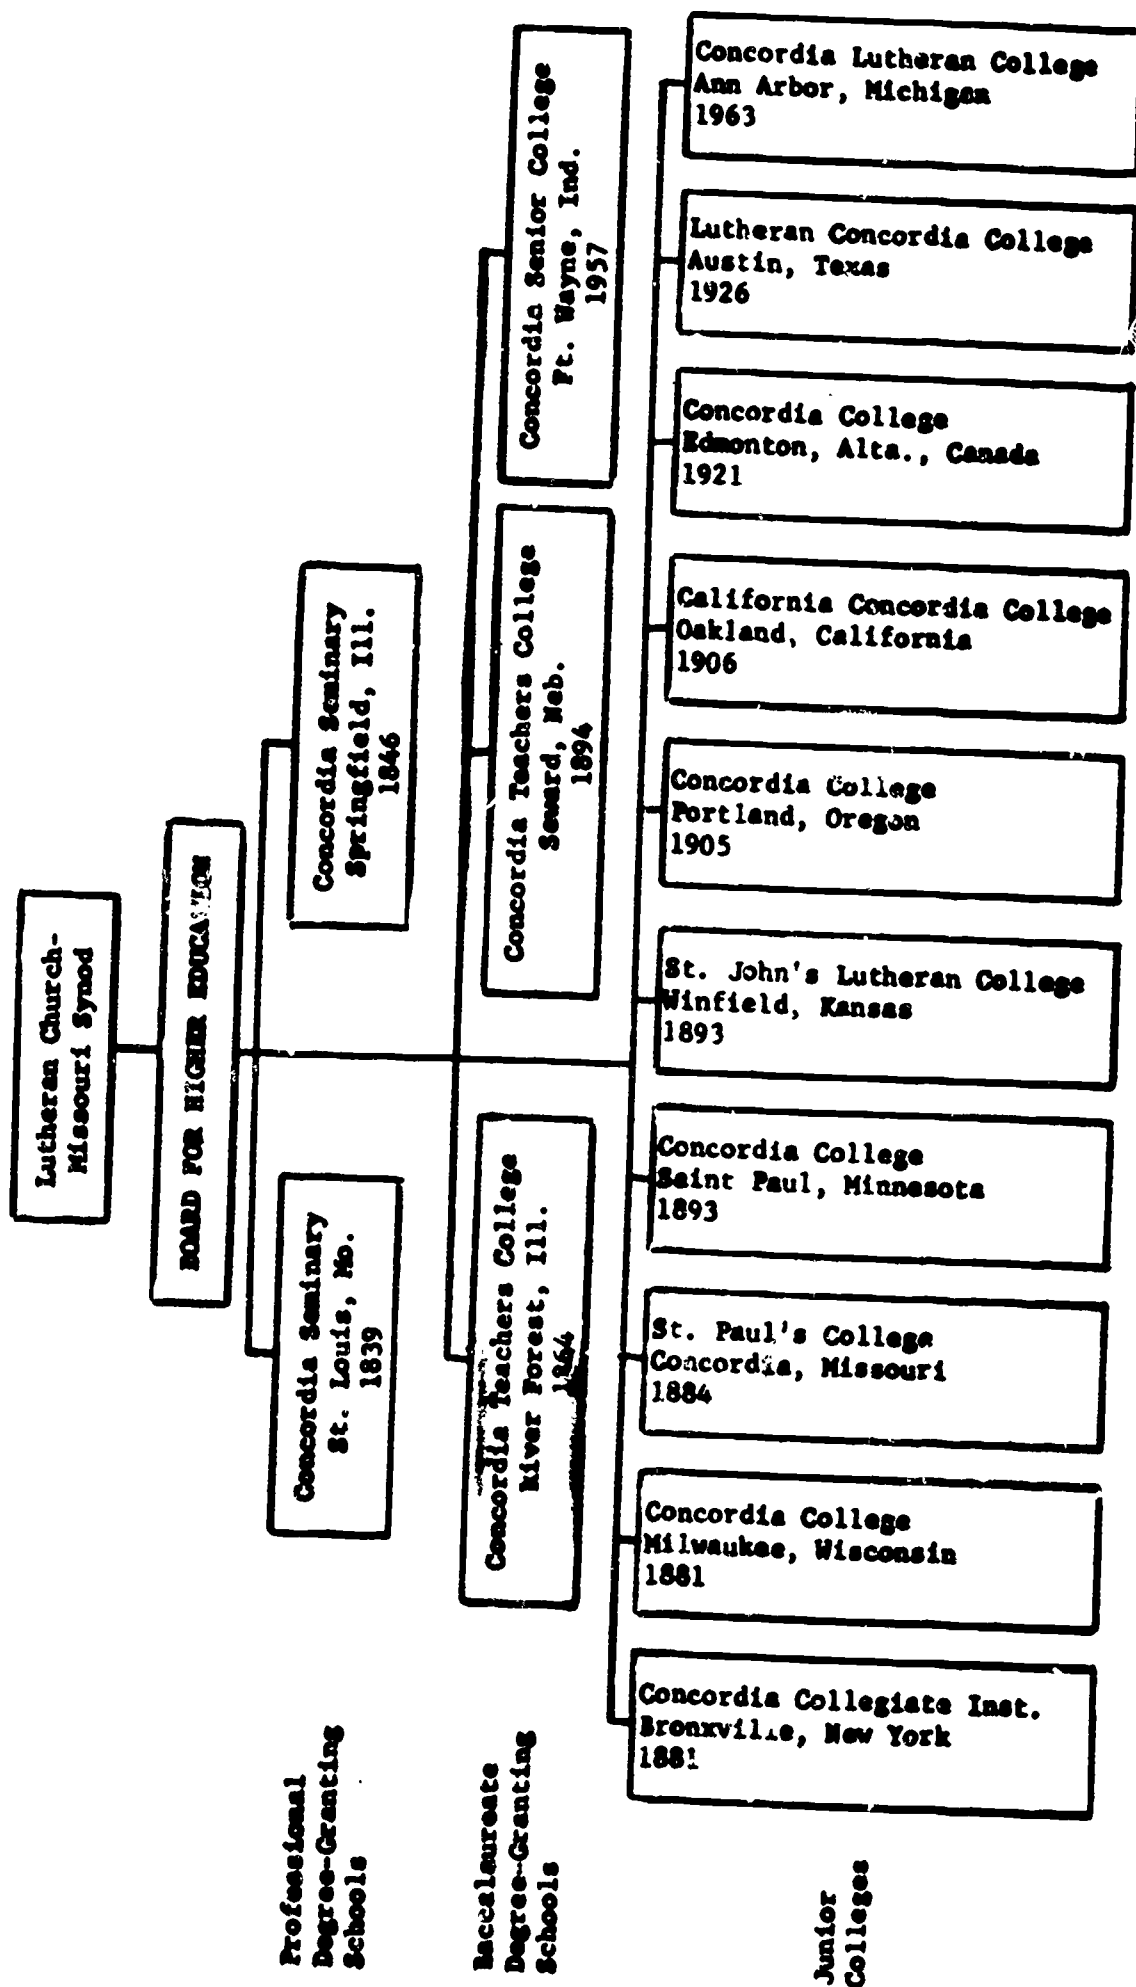 Lutheran Church-
Missouri Synod
BOARD FOR HIGHER EDUCATION
Professional
Degree-Granting
Schools
Concordia Seminary
St. Louis, Mo.
1839
Concordia Seminary
Springfield, Ill.
1846
Baccalaureate
Degree-Granting
Schools
Concordia Teachers College
River Forest, Ill.
1864
Concordia Teachers College
Seward, Neb.
1894
Concordia Senior College
Ft. Wayne, Ind.
1957
Junior
Colleges
Concordia Collegiate Inst.
Bronxville, New York
1881
Concordia College
Milwaukee, Wisconsin
1881
St. Paul's College
Concordia, Missouri
1884
Concordia College
Saint Paul, Minnesota
1893
St. John's Lutheran College
Winfield, Kansas
1893
Concordia College
Portland, Oregon
1905
California Concordia College
Oakland, California
1906
Concordia College
Edmonton, Alta., Canada
1921
Lutheran Concordia College
Austin, Texas
1926
Concordia Lutheran College
Ann Arbor, Michigan
1963